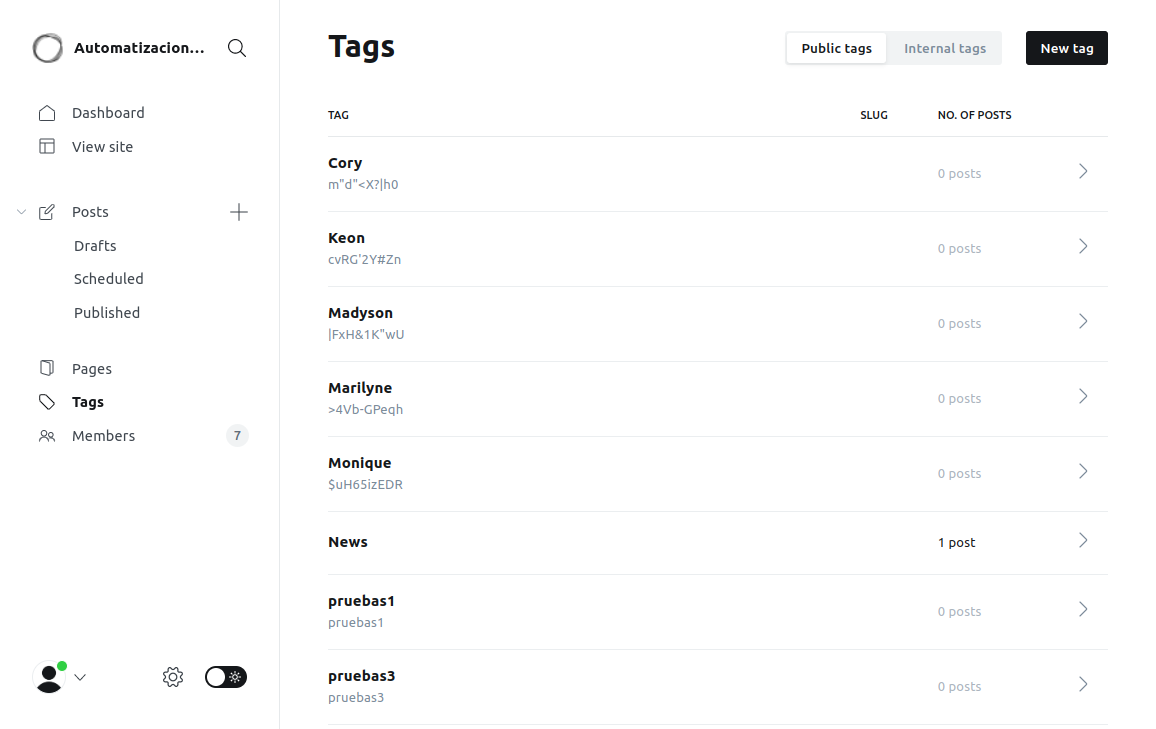 Automatizacion...
Dashboard
View site
Posts
Drafts
Scheduled
Published
Pages
Tags
Members 7
Tags
Public tags Internal tags New tag
TAG SLUG NO. OF POSTS
Cory
m"d"<X?|h0
0 posts
Keon
cvRG'2Y#Zn
0 posts
Madyson
|FxH&1K"wU
0 posts
Marilyne
>4Vb-GPeqh
0 posts
Monique
$uH65izEDR
0 posts
News
1 post
pruebas1
pruebas1
0 posts
pruebas3
pruebas3
0 posts